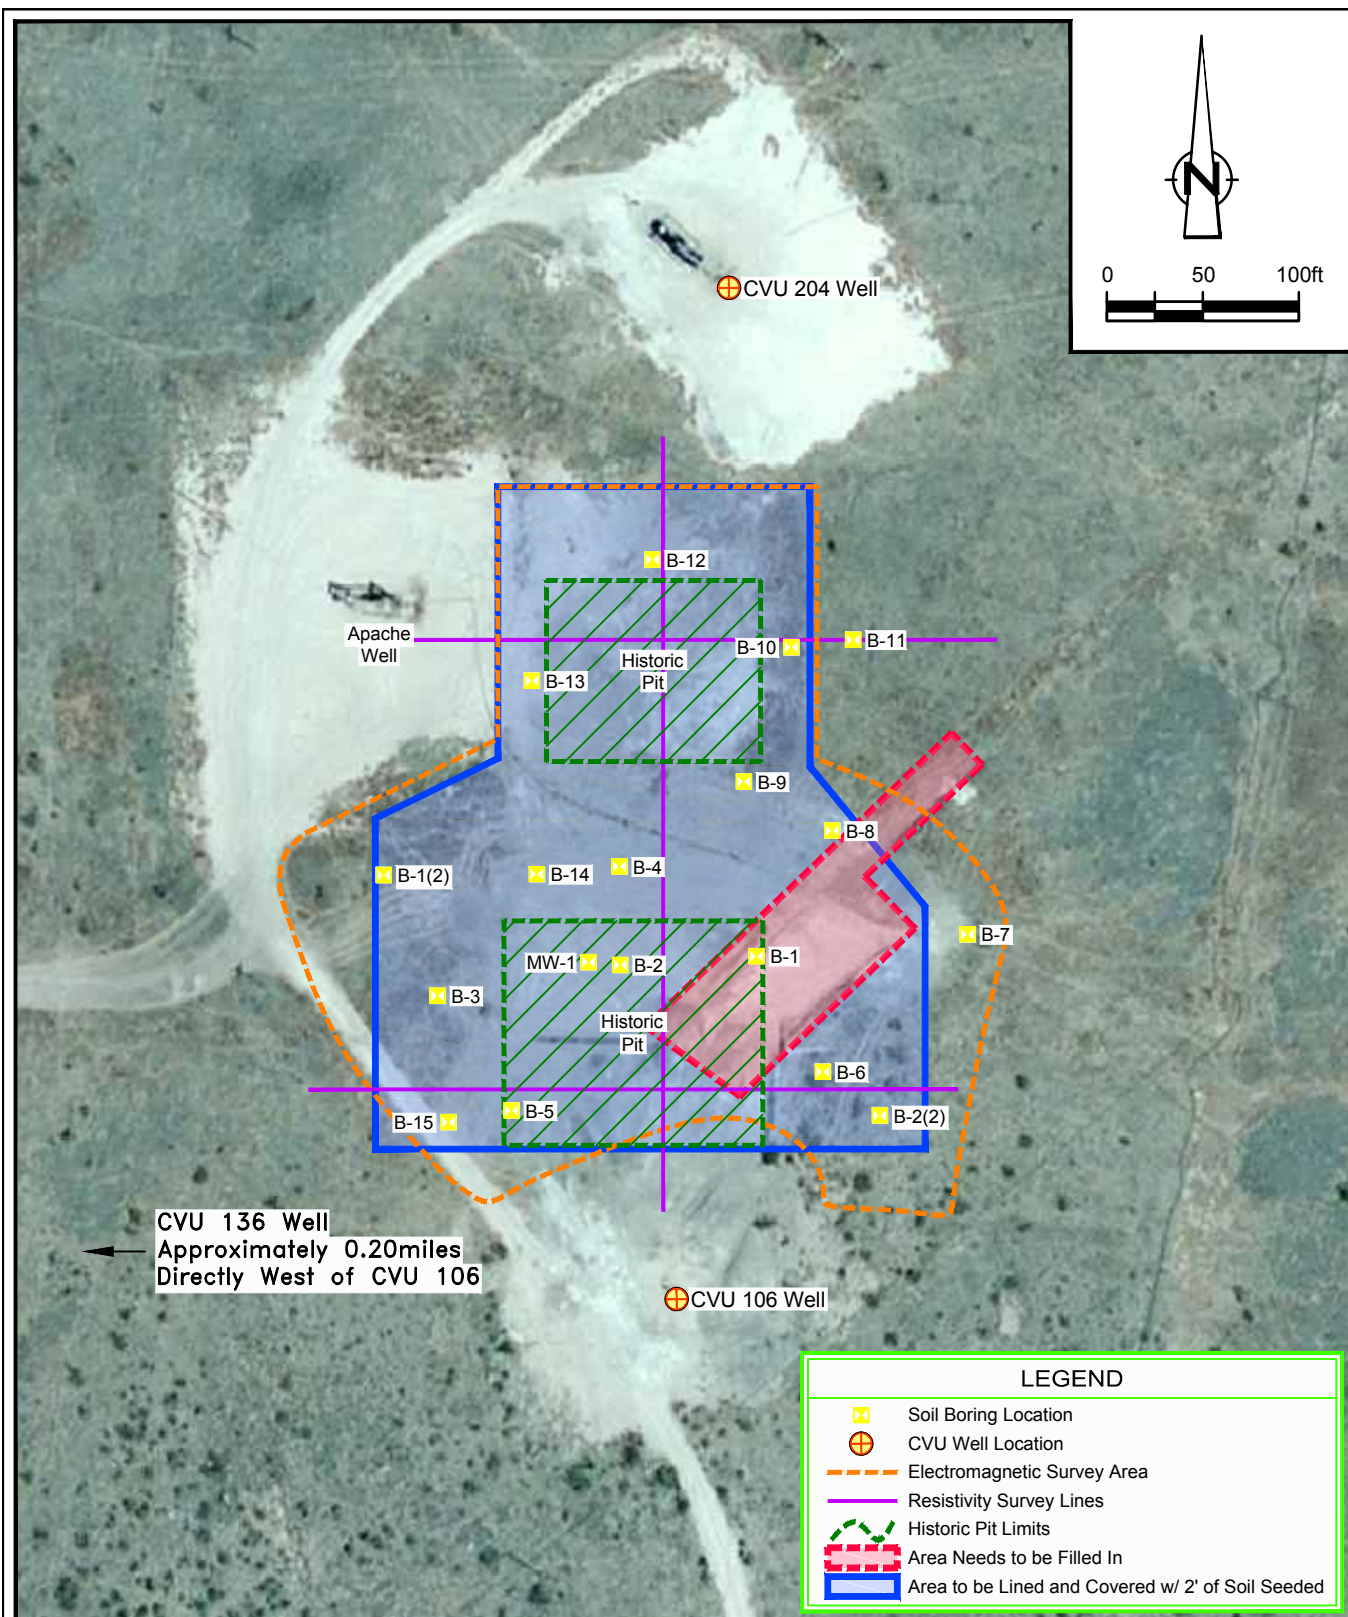 N
0 50 100ft
CVU 204 Well
B-12
Apache
Well
B-10
B-11
Historic
Pit
B-13
B-9
B-8
B-1(2)
B-14
B-4
B-7
MW-1
B-2
B-1
B-3
Historic
Pit
B-6
B-5
B-15
B-2(2)
CVU 136 Well
Approximately 0.20miles
Directly West of CVU 106
CVU 106 Well
LEGEND
Soil Boring Location
CVU Well Location
Electromagnetic Survey Area
Resistivity Survey Lines
Historic Pit Limits
Area Needs to be Filled In
Area to be Lined and Covered w/ 2' of Soil Seeded